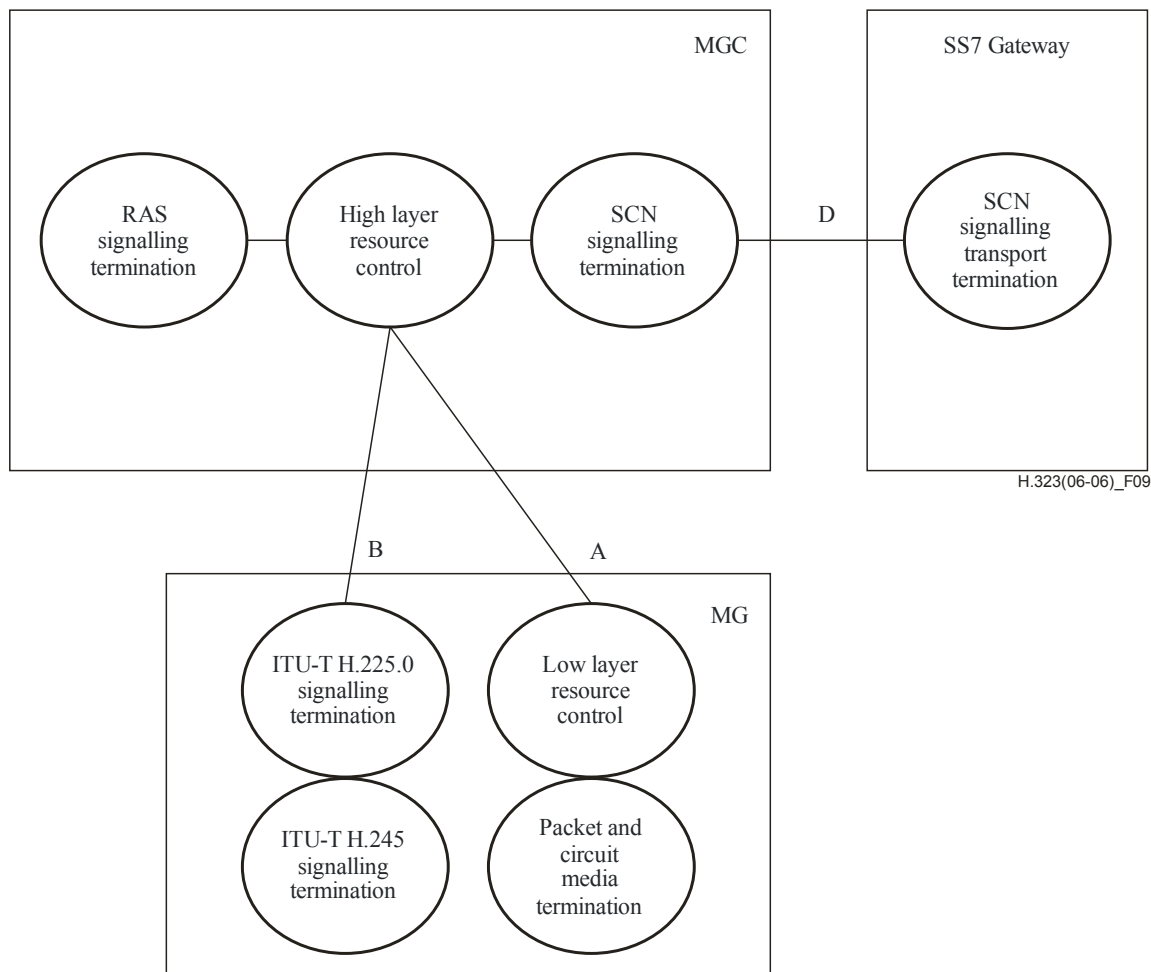 MGC
SS7 Gateway
RAS
signalling
termination
High layer
resource
control
SCN
signalling
termination
D
SCN
signalling
transport
termination
H.323(06-06)_F09
B
A
MG
ITU-T H.225.0
signalling
termination
Low layer
resource
control
ITU-T H.245
signalling
termination
Packet and
circuit
media
termination